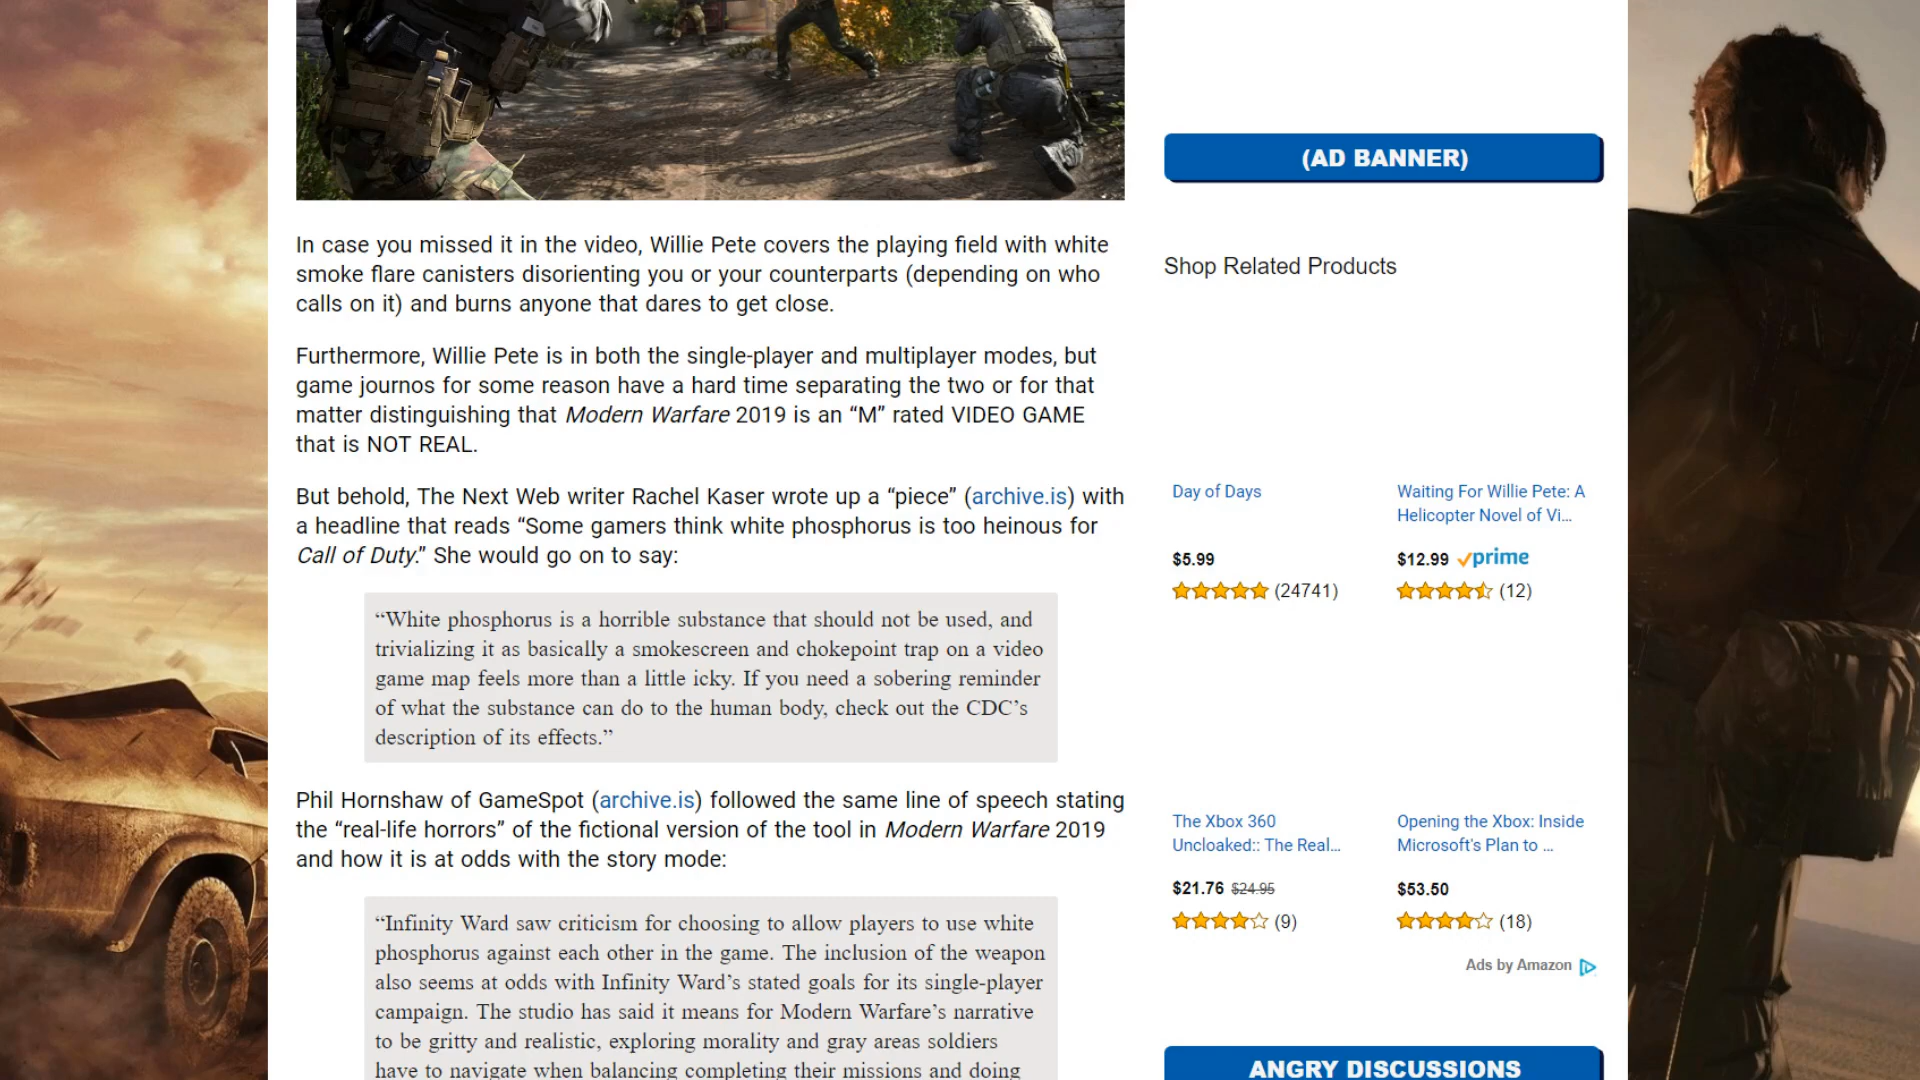 In case you missed it in the video, Willie Pete covers the playing field with white
smoke flare canisters disorienting you or your counterparts (depending on who
calls on it) and burns anyone that dares to get close.
Furthermore, Willie Pete is in both the single-player and multiplayer modes, but
game journos for some reason have a hard time separating the two or for that
matter distinguishing that Modern Warfare 2019 is an “M” rated VIDEO GAME
that is NOT REAL.
But behold, The Next Web writer Rachel Kaser wrote up a “piece” (archive.is) with
a headline that reads “Some gamers think white phosphorus is too heinous for
Call of Duty.” She would go on to say:
“White phosphorus is a horrible substance that should not be used, and
trivializing it as basically a smokescreen and chokepoint trap on a video
game map feels more than a little icky. If you need a sobering reminder
of what the substance can do to the human body, check out the CDC’s
description of its effects.”
Phil Hornshaw of GameSpot (archive.is) followed the same line of speech stating
the “real-life horrors” of the fictional version of the tool in Modern Warfare 2019
and how it is at odds with the story mode:
“Infinity Ward saw criticism for choosing to allow players to use white
phosphorus against each other in the game. The inclusion of the weapon
also seems at odds with Infinity Ward’s stated goals for its single-player
campaign. The studio has said it means for Modern Warfare’s narrative
to be gritty and realistic, exploring morality and gray areas soldiers
have to navigate when balancing completing their missions and doing
(AD BANNER)
Shop Related Products
Day of Days
$5.99
(24741)
Waiting For Willie Pete: A
Helicopter Novel of Vi...
$12.99 prime
(12)
The Xbox 360
Uncloaked:: The Real...
$21.76 $24.95
(9)
Opening the Xbox: Inside
Microsoft's Plan to ...
$53.50
(18)
Ads by Amazon
ANGRY DISCUSSIONS